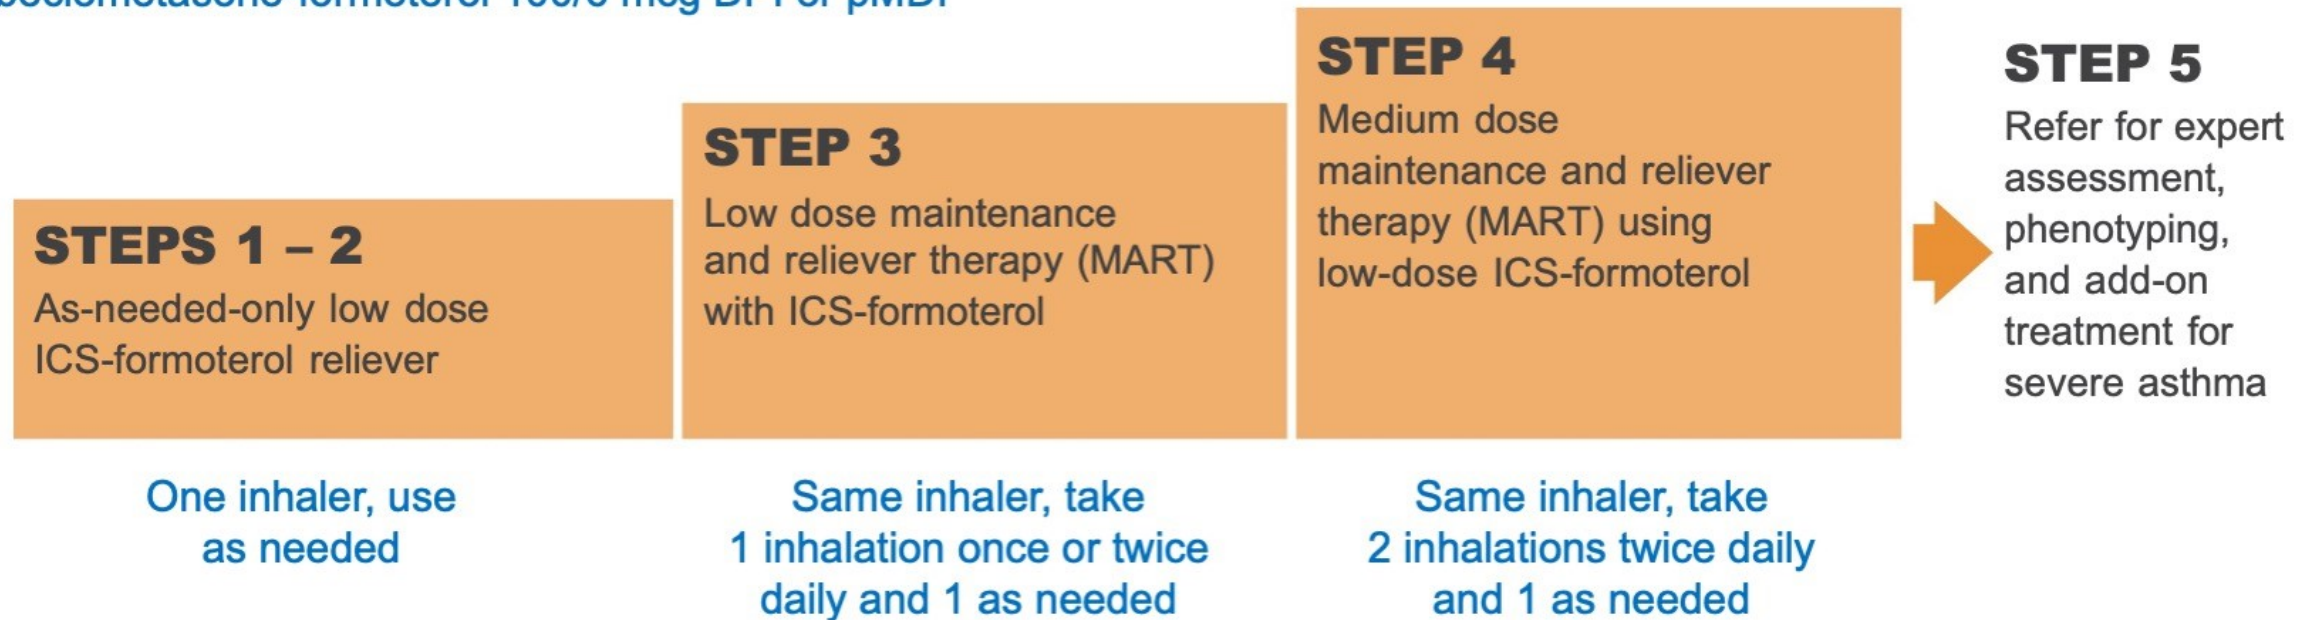 STEPS 1 – 2
As-needed-only low dose
ICS-formoterol reliever
One inhaler, use
as needed
STEP 3
Low dose maintenance
and reliever therapy (MART)
with ICS-formoterol
Same inhaler, take
1 inhalation once or twice
daily and 1 as needed
STEP 4
Medium dose
maintenance and reliever
therapy (MART) using
low-dose ICS-formoterol
Same inhaler, take
2 inhalations twice daily
and 1 as needed
STEP 5
Refer for expert
assessment,
phenotyping,
and add-on
treatment for
severe asthma